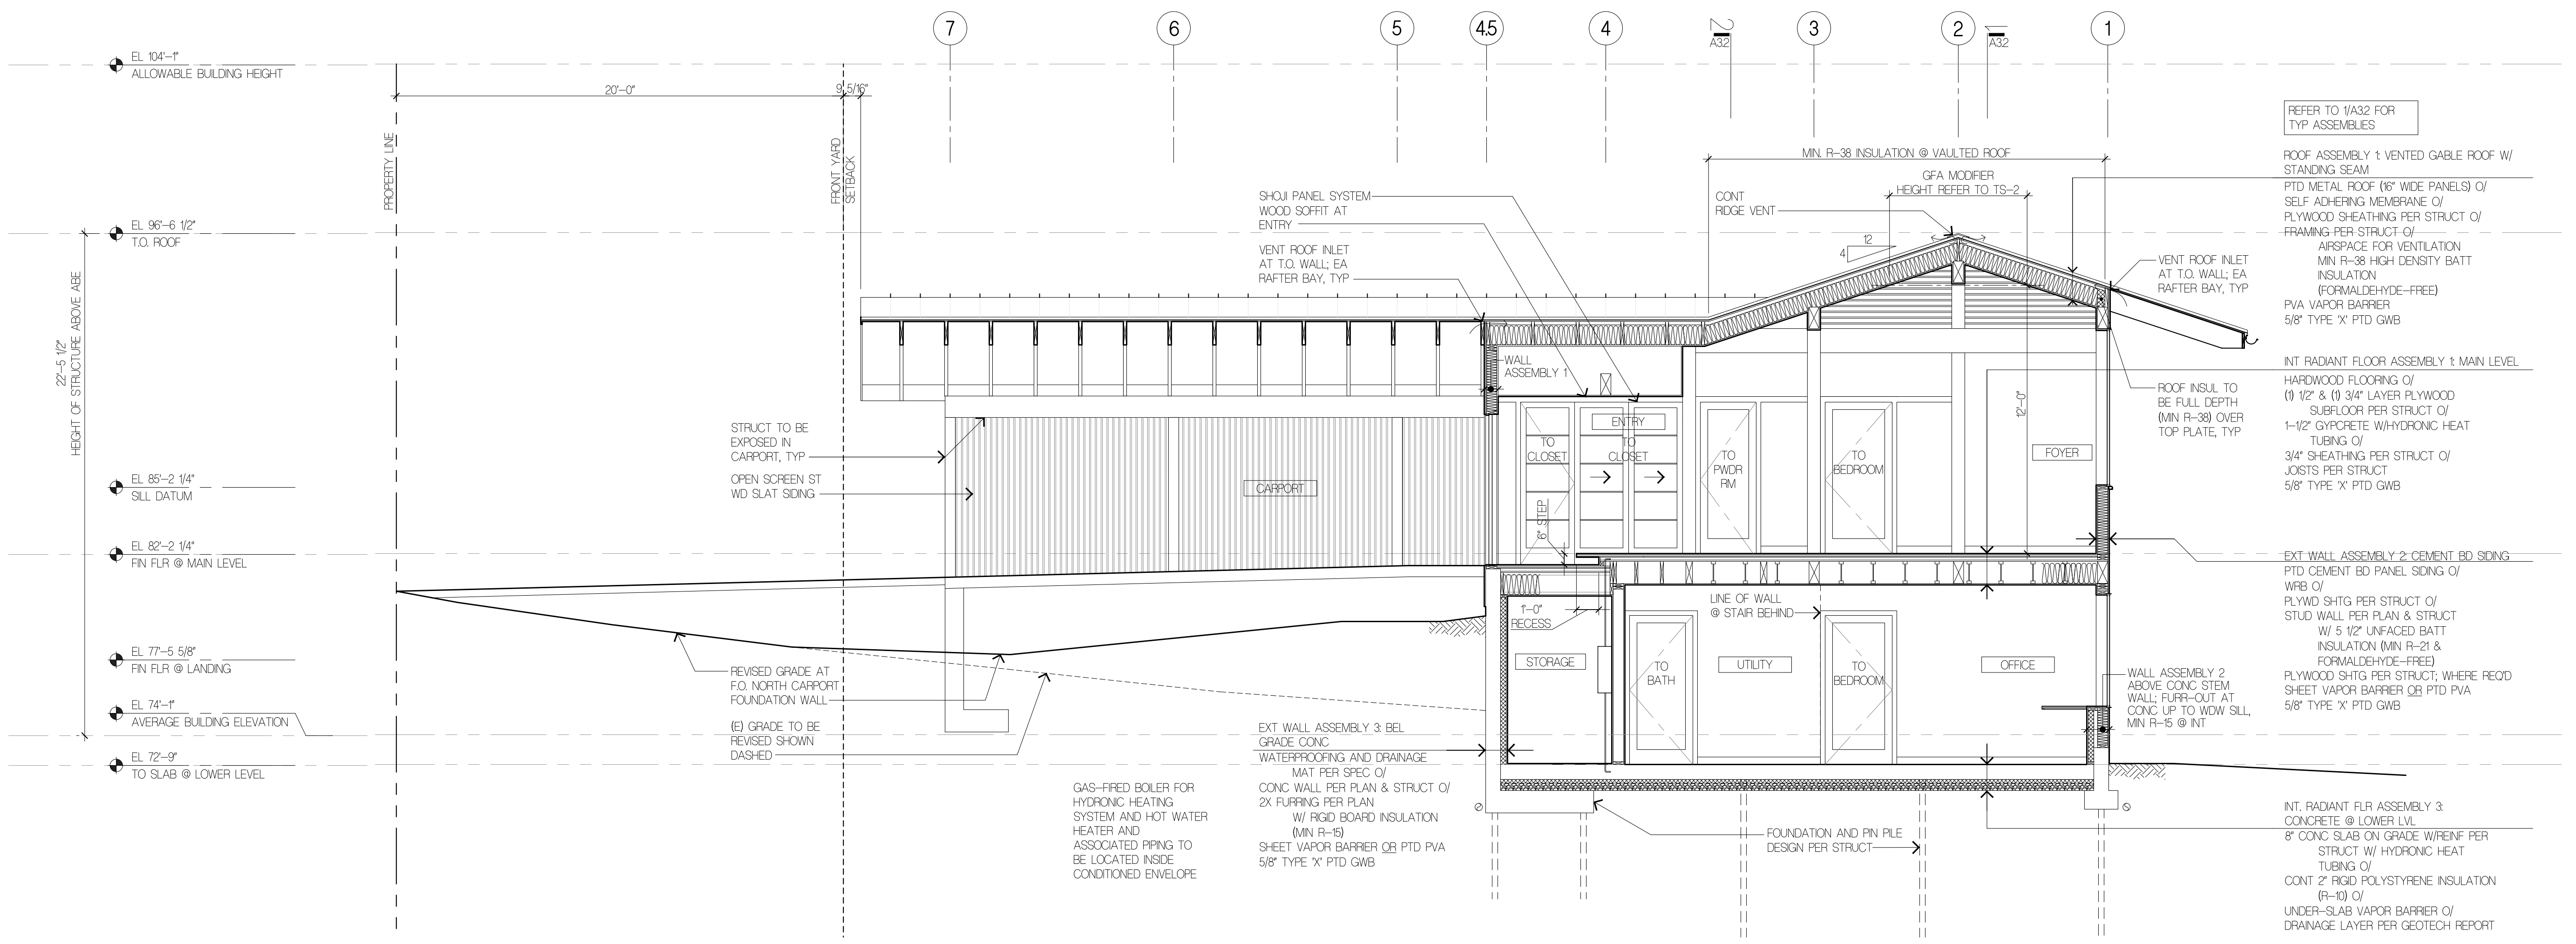 7
6
5
4.5
4
2
A3.2
3
2
1
A3.2
1
EL 104'-1"
ALLOWABLE BUILDING HEIGHT
20'-0"
9 5/16"
PROPERTY LINE
FRONT YARD
SETBACK
EL 96'-6 1/2"
T.O. ROOF
22'-5 1/2"
HEIGHT OF STRUCTURE ABOVE ABE
EL 85'-2 1/4"
SILL DATUM
EL 82'-2 1/4"
FIN FLR @ MAIN LEVEL
EL 77'-5 5/8"
FIN FLR @ LANDING
EL 74'-1"
AVERAGE BUILDING ELEVATION
EL 72'-9"
TO SLAB @ LOWER LEVEL
STRUCT TO BE
EXPOSED IN
CARPORT, TYP
OPEN SCREEN ST
WD SLAT SIDING
CARPORT
REVISED GRADE AT
F.O. NORTH CARPORT
FOUNDATION WALL
(E) GRADE TO BE
REVISED SHOWN
DASHED
SHOJI PANEL SYSTEM
WOOD SOFFIT AT
ENTRY
VENT ROOF INLET
AT T.O. WALL; EA
RAFTER BAY, TYP
MIN. R-38 INSULATION @ VAULTED ROOF
GFA MODIFIER
HEIGHT REFER TO TS-2
CONT
RIDGE VENT
12
4
VENT ROOF INLET
AT T.O. WALL; EA
RAFTER BAY, TYP
WALL
ASSEMBLY 1
ROOF INSUL TO
BE FULL DEPTH
(MIN R-38) OVER
TOP PLATE, TYP
12'-0"
ENTRY
TO
CLOSET
TO
CLOSET
TO
PWDR
RM
TO
BEDROOM
FOYER
6" STEP
1'-0"
RECESS
LINE OF WALL
@ STAIR BEHIND
STORAGE
TO
BATH
UTILITY
TO
BEDROOM
OFFICE
WALL ASSEMBLY 2
ABOVE CONC STEM
WALL; FURR-OUT AT
CONC UP TO WDW SILL,
MIN R-15 @ INT
GAS-FIRED BOILER FOR
HYDRONIC HEATING
SYSTEM AND HOT WATER
HEATER AND
ASSOCIATED PIPING TO
BE LOCATED INSIDE
CONDITIONED ENVELOPE
EXT WALL ASSEMBLY 3: BEL
GRADE CONC
WATERPROOFING AND DRAINAGE
MAT PER SPEC O/
CONC WALL PER PLAN & STRUCT O/
2X FURRING PER PLAN
W/ RIGID BOARD INSULATION
(MIN R-15)
SHEET VAPOR BARRIER OR PTD PVA
5/8" TYPE 'X' PTD GWB
FOUNDATION AND PIN PILE
DESIGN PER STRUCT
REFER TO 1/A3.2 FOR
TYP ASSEMBLIES
ROOF ASSEMBLY 1: VENTED GABLE ROOF W/
STANDING SEAM
PTD METAL ROOF (16" WIDE PANELS) O/
SELF ADHERING MEMBRANE O/
PLYWOOD SHEATHING PER STRUCT O/
FRAMING PER STRUCT O/
AIRSPACE FOR VENTILATION
MIN R-38 HIGH DENSITY BATT
INSULATION
(FORMALDEHYDE-FREE)
PVA VAPOR BARRIER
5/8" TYPE 'X' PTD GWB
INT RADIANT FLOOR ASSEMBLY 1: MAIN LEVEL
HARDWOOD FLOORING O/
(1) 1/2" & (1) 3/4" LAYER PLYWOOD
SUBFLOOR PER STRUCT O/
1-1/2" GYPCRETE W/HYDRONIC HEAT
TUBING O/
3/4" SHEATHING PER STRUCT O/
JOISTS PER STRUCT
5/8" TYPE 'X' PTD GWB
EXT WALL ASSEMBLY 2: CEMENT BD SIDING
PTD CEMENT BD PANEL SIDING O/
WRB O/
PLYWD SHTG PER STRUCT O/
STUD WALL PER PLAN & STRUCT
W/ 5 1/2" UNFACED BATT
INSULATION (MIN R-21 &
FORMALDEHYDE-FREE)
PLYWOOD SHTG PER STRUCT; WHERE REQ'D
SHEET VAPOR BARRIER OR PTD PVA
5/8" TYPE 'X' PTD GWB
INT. RADIANT FLR ASSEMBLY 3:
CONCRETE @ LOWER LVL
8" CONC SLAB ON GRADE W/REINF PER
STRUCT W/ HYDRONIC HEAT
TUBING O/
CONT 2" RIGID POLYSTYRENE INSULATION
(R-10) O/
UNDER-SLAB VAPOR BARRIER O/
DRAINAGE LAYER PER GEOTECH REPORT